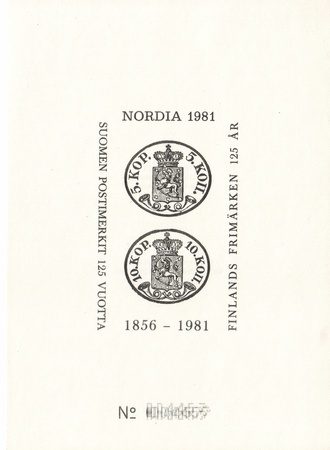 NORDIA 1981
SUOMEN POSTIMERKIT 125 VUOTTA
5.KOP. 5.КОП.
10.KOP. 10.КОП.
FINLANDS FRIMÄRKEN 125 ÅR
1856 - 1981
№